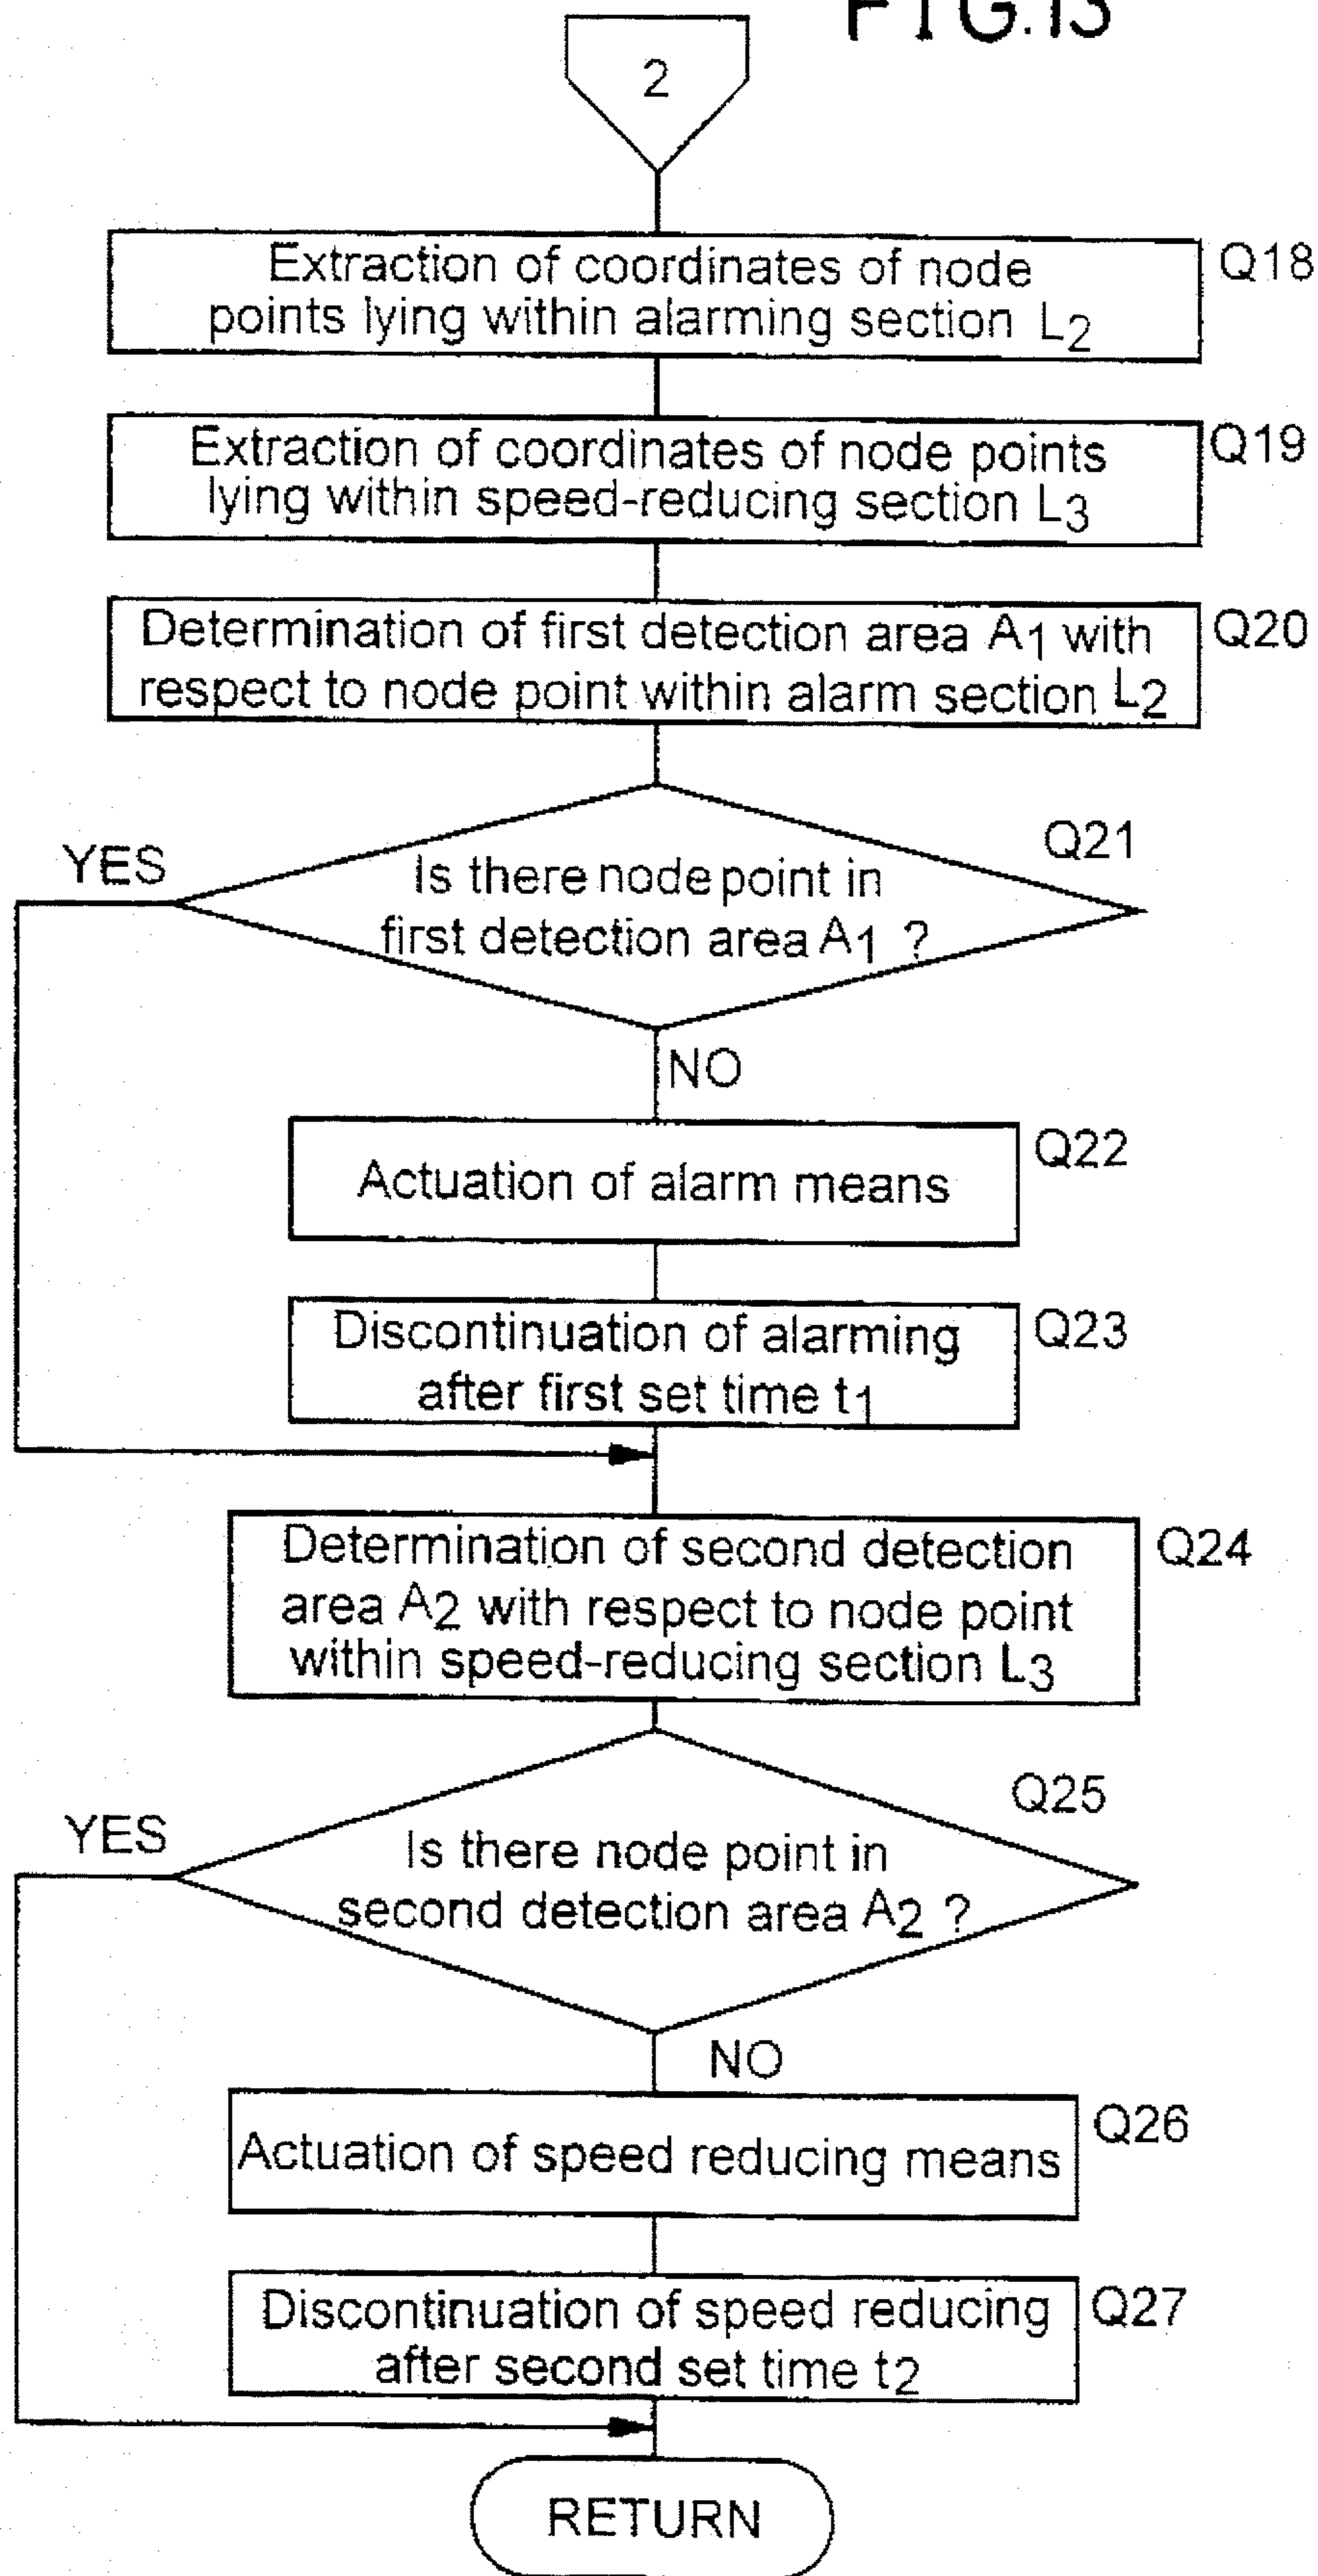 FIG.13
2
Extraction of coordinates of node
points lying within alarming section L2
Q18
Extraction of coordinates of node points
lying within speed-reducing section L3
Q19
Determination of first detection area A1 with
respect to node point within alarm section L2
Q20
Q21
YES
Is there node point in
first detection area A1 ?
NO
Actuation of alarm means
Q22
Discontinuation of alarming
after first set time t1
Q23
Determination of second detection
area A2 with respect to node point
within speed-reducing section L3
Q24
Q25
YES
Is there node point in
second detection area A2 ?
NO
Actuation of speed reducing means
Q26
Discontinuation of speed reducing
after second set time t2
Q27
RETURN